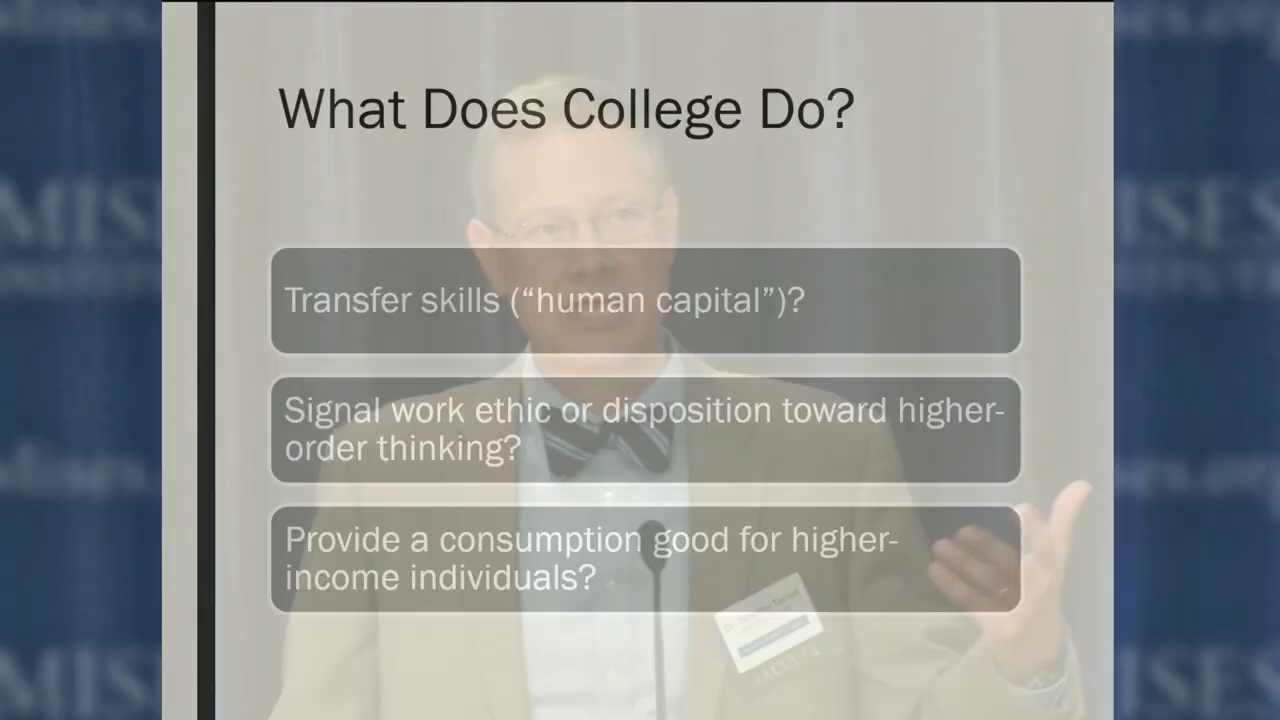 What Does College Do?
Transfer skills (“human capital”)?
Signal work ethic or disposition toward higher-
order thinking?
Provide a consumption good for higher-
income individuals?